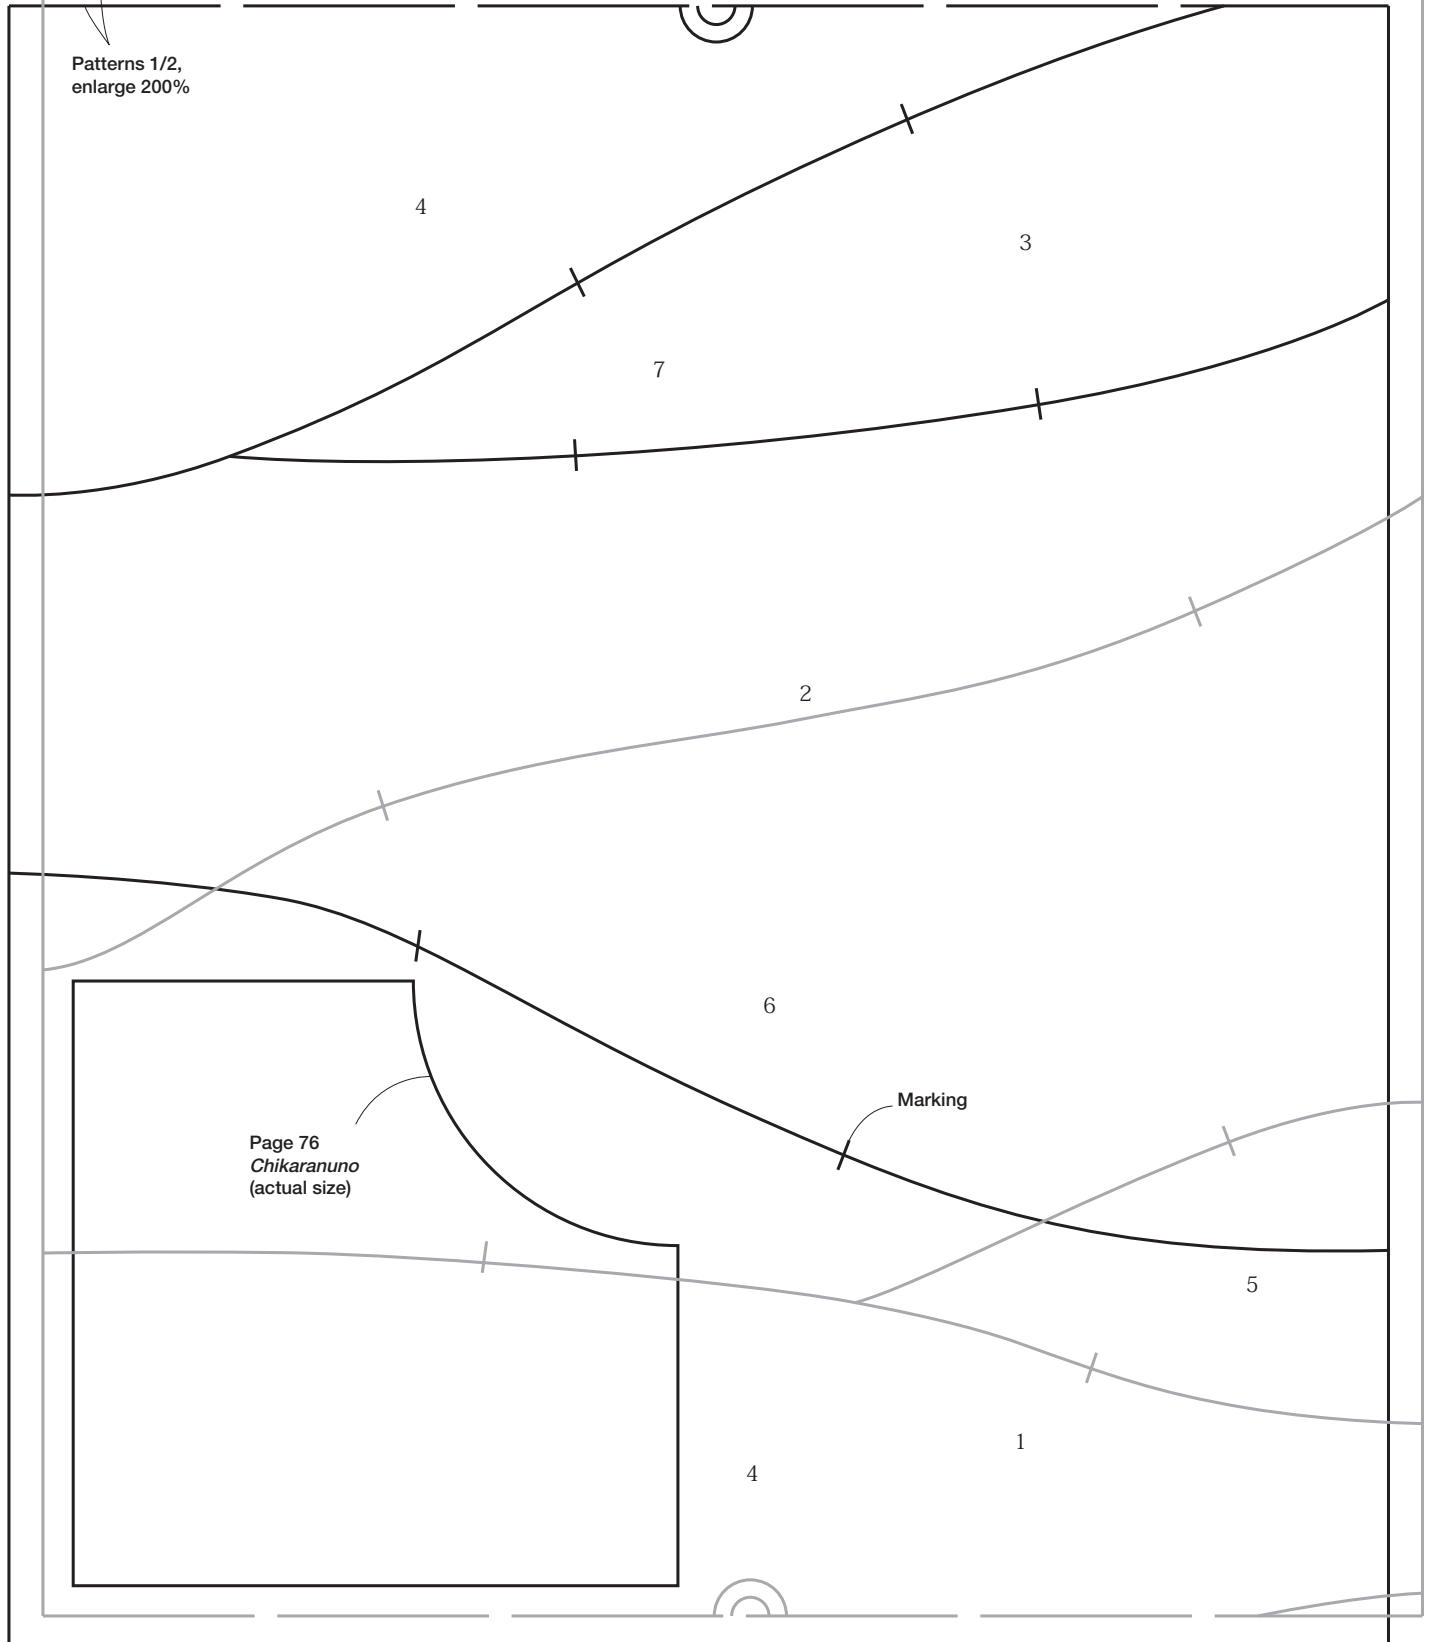 Patterns 1/2,
enlarge 200%
4
3
7
2
6
Marking
Page 76
Chikaranuno
(actual size)
5
1
4